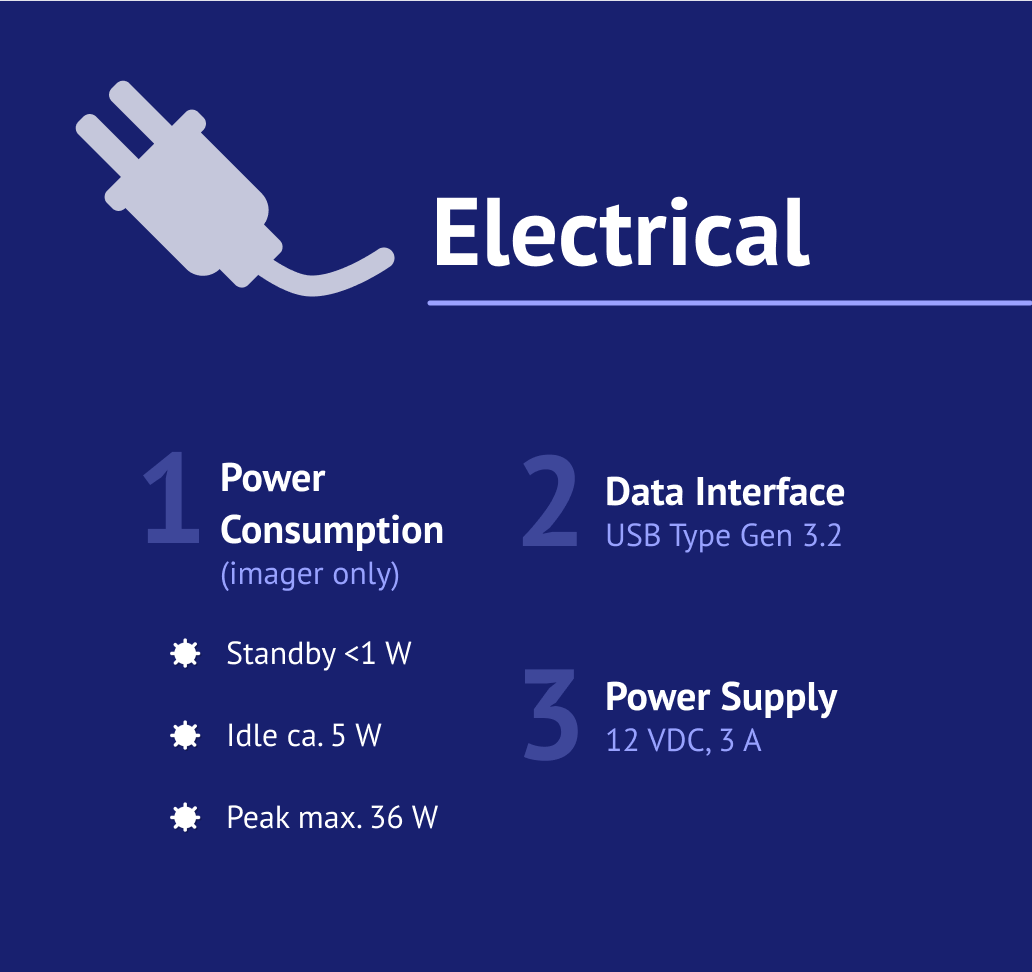 Electrical
1
Power
Consumption
(imager only)
Standby <1 W
Idle ca. 5 W
Peak max. 36 W
2
Data Interface
USB Type Gen 3.2
3
Power Supply
12 VDC, 3 A